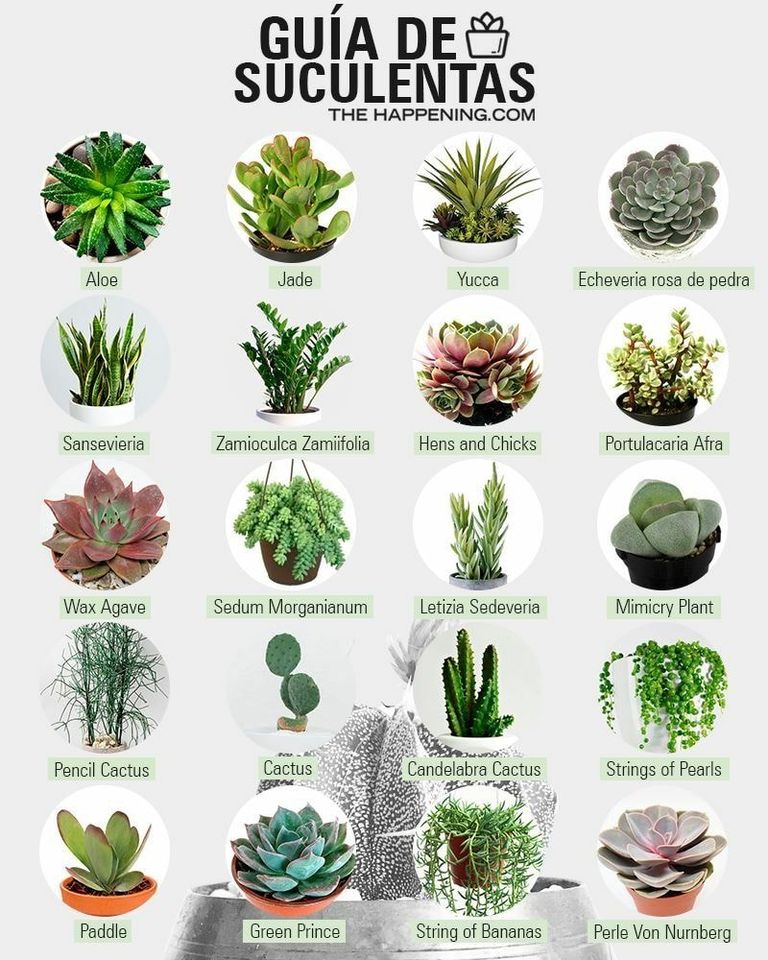 GUÍA DE
SUCULENTAS
THE HAPPENING.COM
Aloe
Jade
Yucca
Echeveria rosa de pedra
Sansevieria
Zamioculca Zamiifolia
Hens and Chicks
Portulacaria Afra
Wax Agave
Sedum Morganianum
Letizia Sedeveria
Mimicry Plant
Pencil Cactus
Cactus
Candelabra Cactus
Strings of Pearls
Paddle
Green Prince
String of Bananas
Perle Von Nurnberg